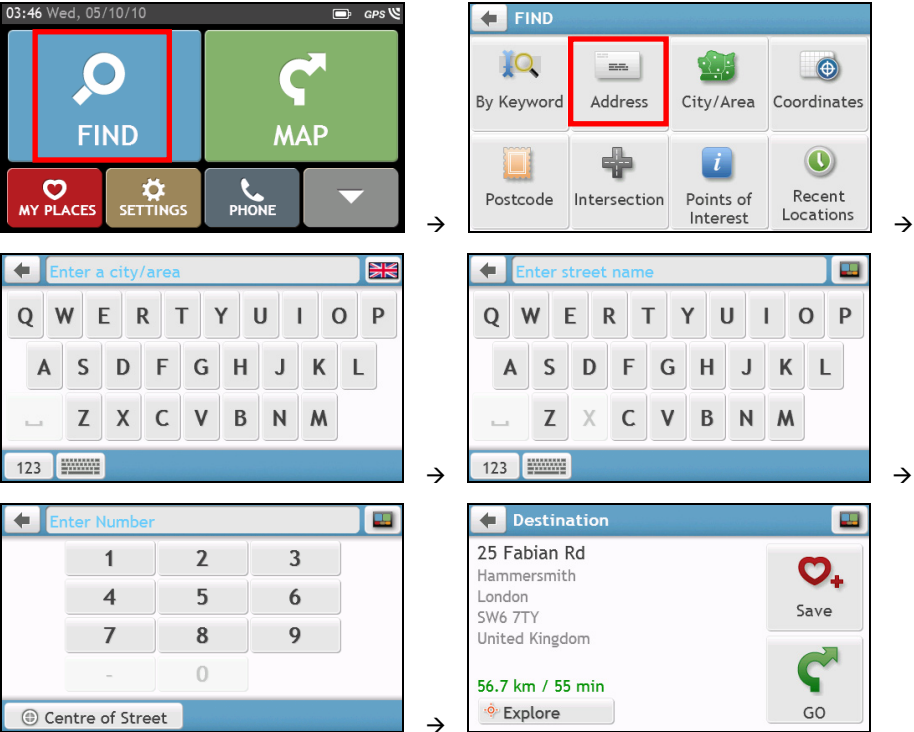 03:46 Wed, 05/10/10 GPS
FIND MAP
MY PLACES SETTINGS PHONE
→
FIND
By Keyword Address City/Area Coordinates
Postcode Intersection Points of Interest Recent Locations
→
Enter a city/area
Q W E R T Y U I O P
A S D F G H J K L
Z X C V B N M
123
→
Enter street name
Q W E R T Y U I O P
A S D F G H J K L
Z X C V B N M
123
→
Enter Number
1 2 3
4 5 6
7 8 9
- 0
Centre of Street
→
Destination
25 Fabian Rd
Hammersmith
London
SW6 7TY
United Kingdom
56.7 km / 55 min
Explore
Save
GO